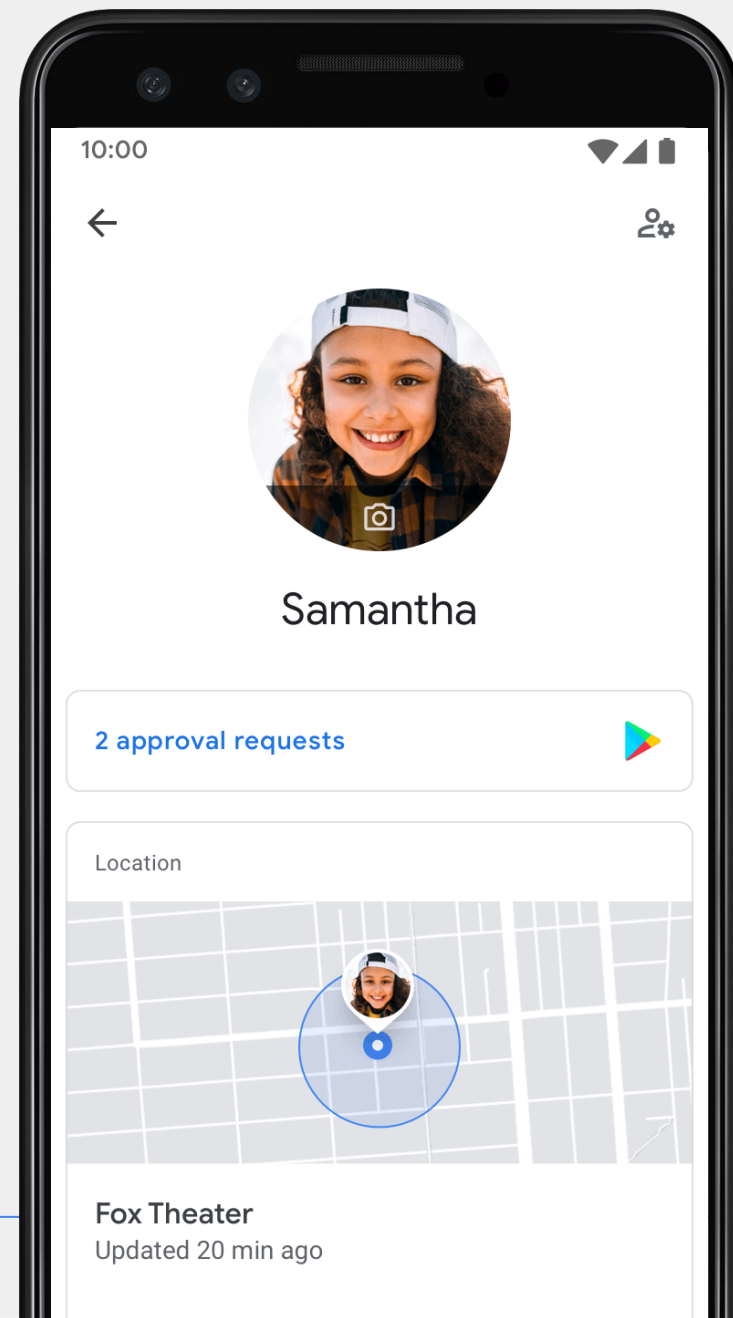 10:00
Samantha
2 approval requests
Location
Fox Theater
Updated 20 min ago